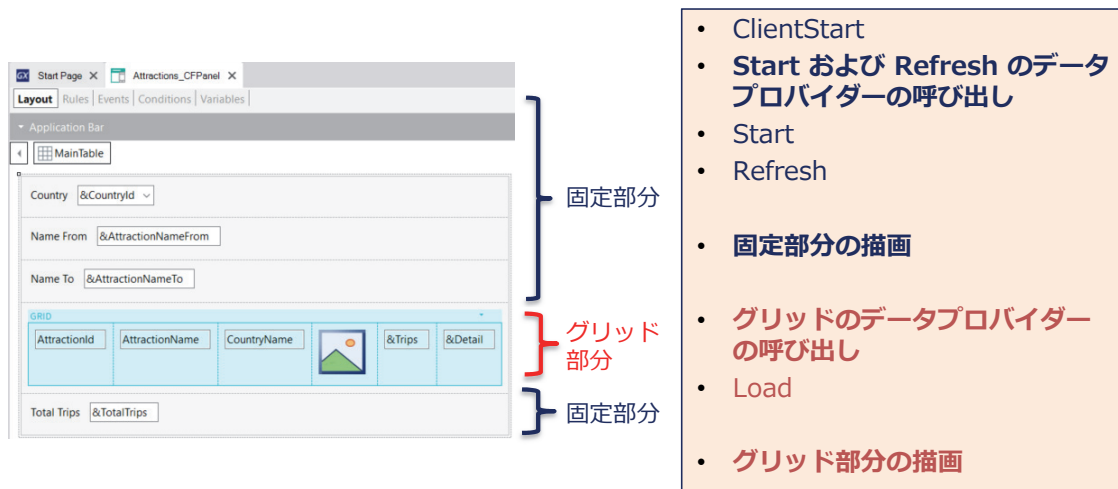 Start Page X Attractions_CFPanel X
Layout Rules Events Conditions Variables
Application Bar
MainTable
Country &CountryId
Name From &AttractionNameFrom
Name To &AttractionNameTo
GRID
AttractionId AttractionName CountryName &Trips &Detail
Total Trips &TotalTrips
固定部分
グリッド
部分
固定部分
• ClientStart
• Start および Refresh のデータ
プロバイダーの呼び出し
• Start
• Refresh
• 固定部分の描画
• グリッドのデータプロバイダー
の呼び出し
• Load
• グリッド部分の描画